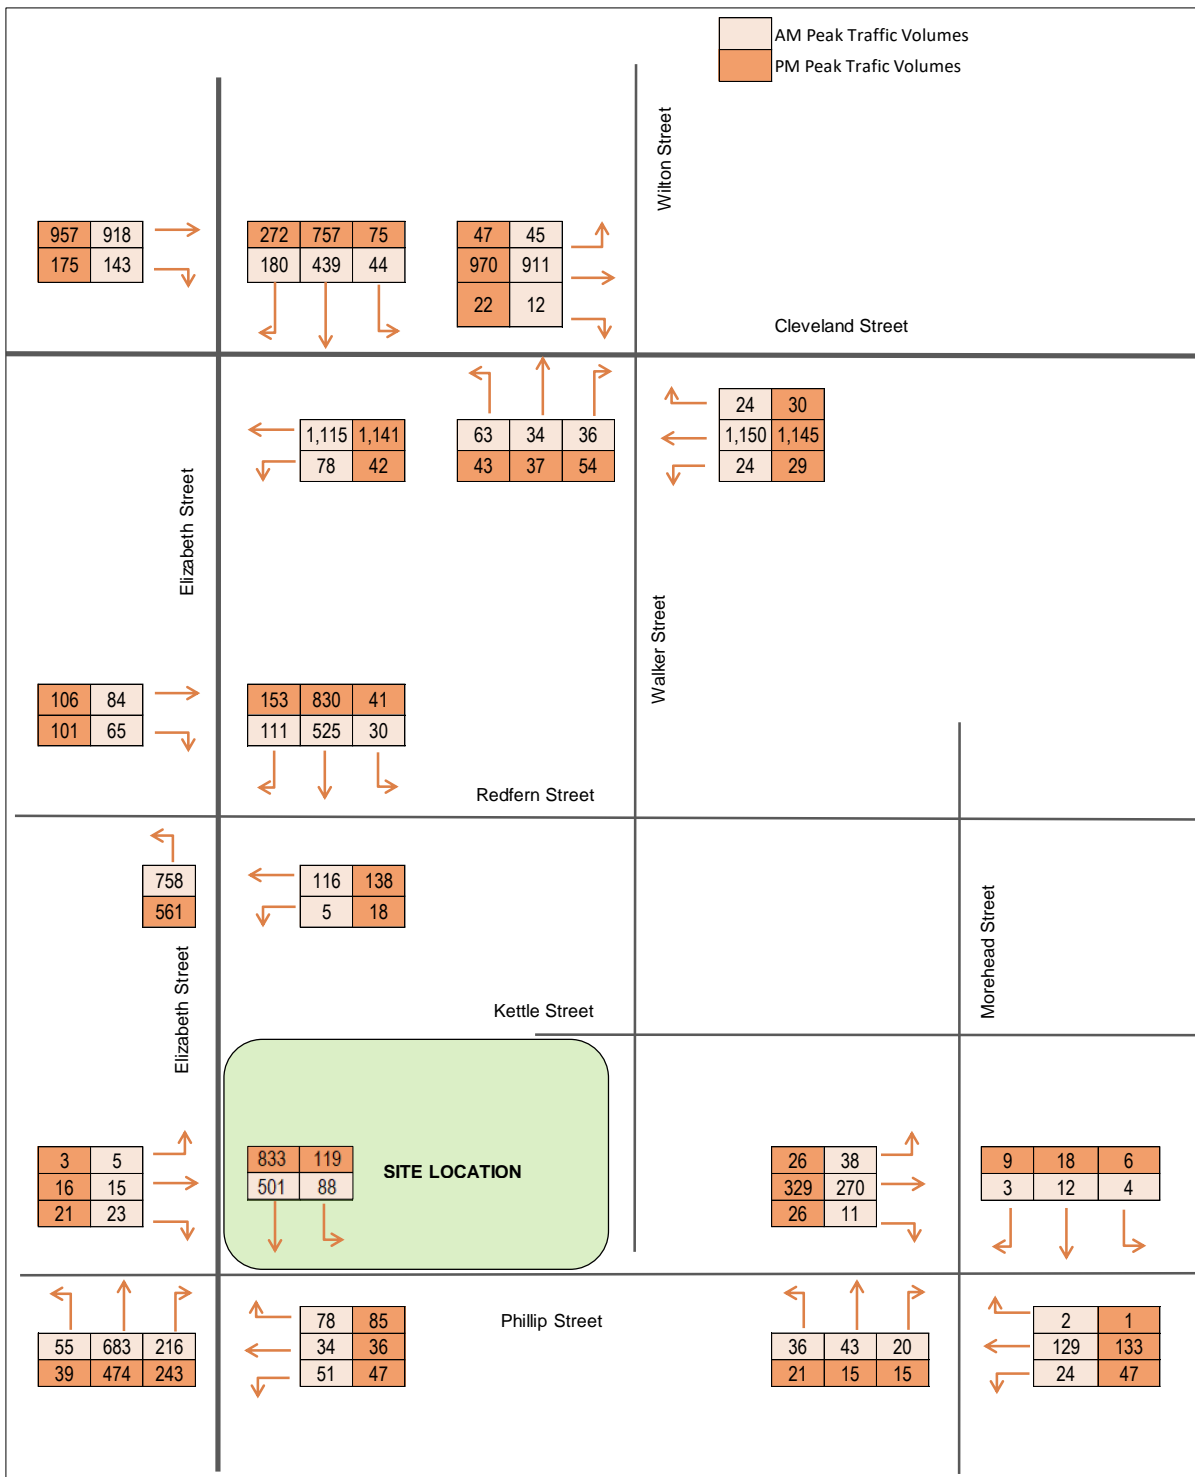 AM Peak Traffic Volumes
PM Peak Trafic Volumes
Wilton Street
957 918
175 143
272 757 75
180 439 44
47 45
970 911
22 12
Cleveland Street
1,115 1,141
78 42
63 34 36
43 37 54
24 30
1,150 1,145
24 29
Elizabeth Street
Walker Street
106 84
101 65
153 830 41
111 525 30
Redfern Street
758
561
116 138
5 18
Elizabeth Street
Morehead Street
Kettle Street
3 5
16 15
21 23
833 119
501 88
SITE LOCATION
26 38
329 270
26 11
9 18 6
3 12 4
55 683 216
39 474 243
78 85
34 36
51 47
Phillip Street
36 43 20
21 15 15
2 1
129 133
24 47